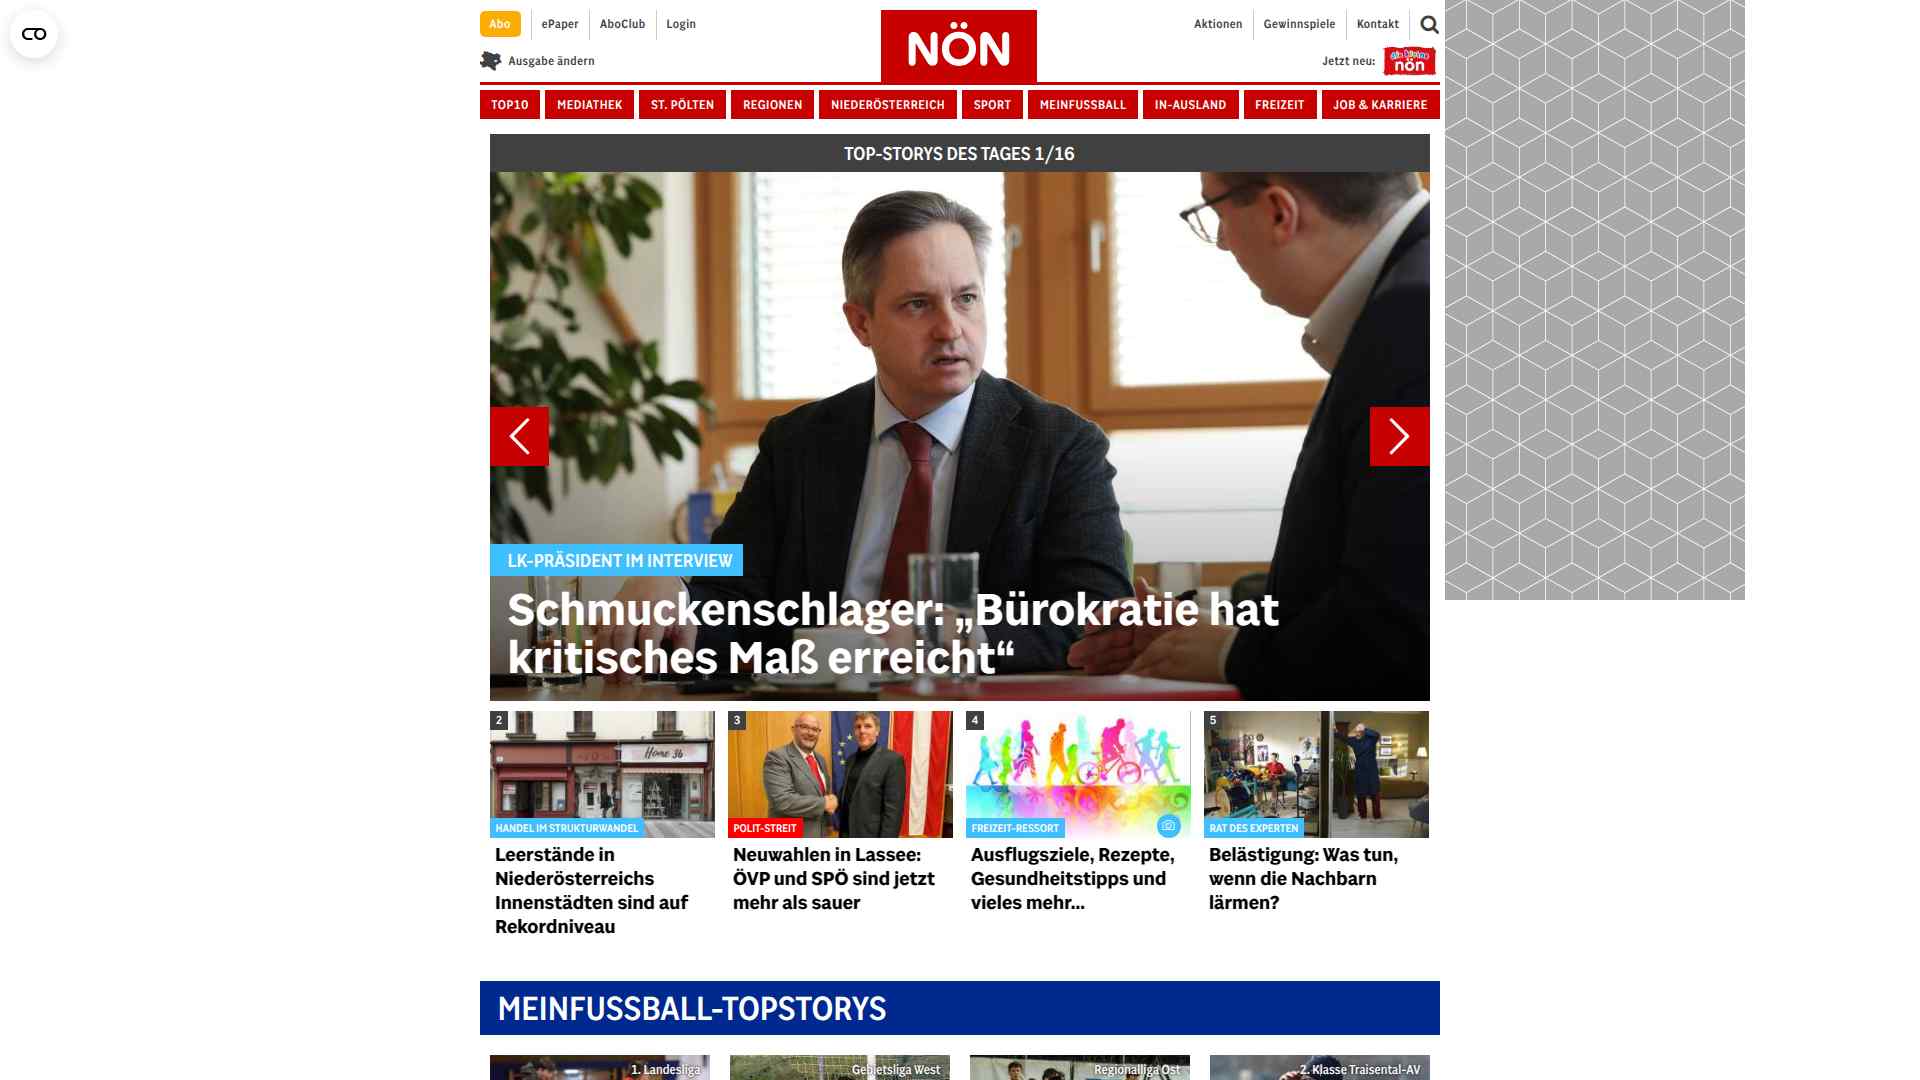 Abo
ePaper
AboClub
Login
NÖN
Aktionen
Gewinnspiele
Kontakt
Ausgabe ändern
Jetzt neu:
die kleine
nön
TOP10
MEDIATHEK
ST. PÖLTEN
REGIONEN
NIEDERÖSTERREICH
SPORT
MEINFUSSBALL
IN-AUSLAND
FREIZEIT
JOB & KARRIERE
TOP-STORYS DES TAGES 1/16
LK-PRÄSIDENT IM INTERVIEW
Schmuckenschlager: „Bürokratie hat
kritisches Maß erreicht“
2
Home 36
HANDEL IM STRUKTURWANDEL
Leerstände in
Niederösterreichs
Innenstädten sind auf
Rekordniveau
3
POLIT-STREIT
Neuwahlen in Lassee:
ÖVP und SPÖ sind jetzt
mehr als sauer
4
FREIZEIT-RESSORT
Ausflugsziele, Rezepte,
Gesundheitstipps und
vieles mehr...
5
RAT DES EXPERTEN
Belästigung: Was tun,
wenn die Nachbarn
lärmen?
MEINFUSSBALL-TOPSTORYS
1. Landesliga
Gebietsliga West
Regionalliga Ost
2. Klasse Traisental-AV